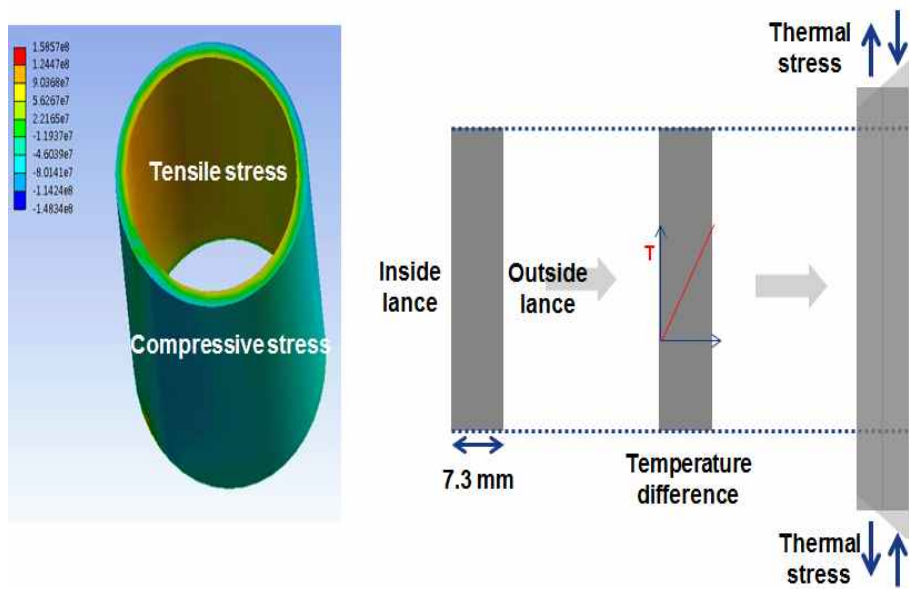 1.5857e8
1.2447e8
9.0368e7
5.6267e7
2.2165e7
-1.1937e7
-4.6039e7
-8.0141e7
-1.1424e8
-1.4834e8
Tensile stress
Compressive stress
Thermal
stress
Inside
lance
Outside
lance
T
7.3 mm
Temperature
difference
Thermal
stress